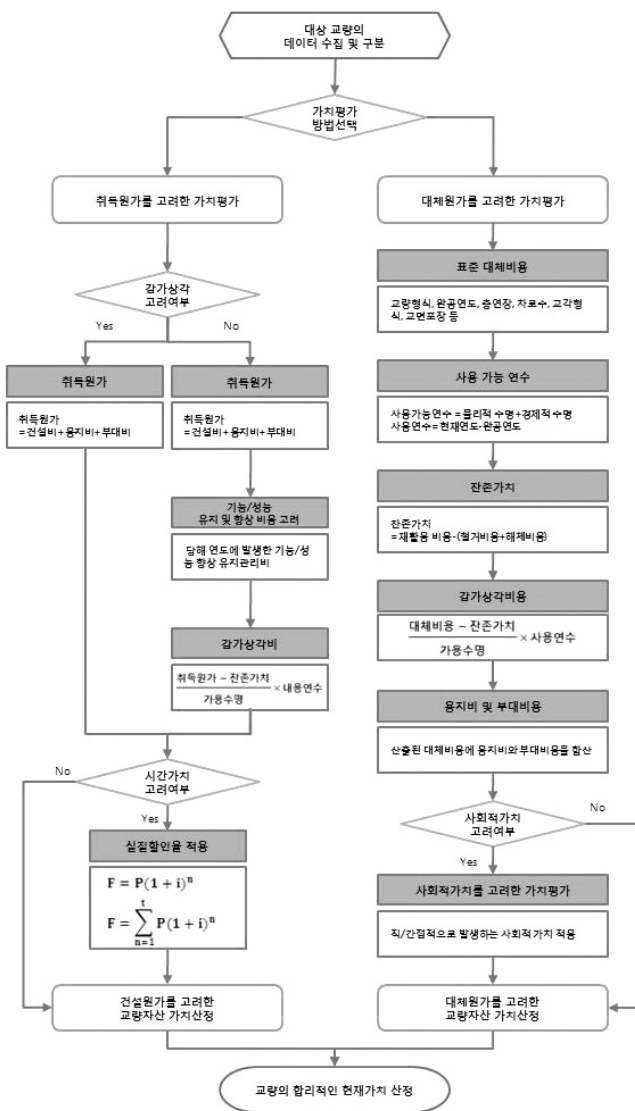 대상 교량의
데이터 수집 및 구분
가치평가
방법선택
취득원가를 고려한 가치평가
감가상각
고려여부
Yes
No
취득원가
취득원가
=건설비+용지비+부대비
취득원가
취득원가
=건설비+용지비+부대비
기능/성능
유지 및 향상 비용 고려
당해 연도에 발생한 기능/성
능 향상 유지관리비
감가상각비
취득원가 − 잔존가치
가용수명
× 내용연수
시간가치
고려여부
No
Yes
실질할인율 적용
F = P(1 + i)^n
F = ∑_{n=1}^{t} P(1 + i)^n
건설원가를 고려한
교량자산 가치산정
대체원가를 고려한 가치평가
표준 대체비용
교량형식, 완공연도, 총연장, 차로수, 교각형
식, 교면포장 등
사용 가능 연수
사용가능연수 =물리적 수명+경제적 수명
사용연수=현재연도-완공연도
잔존가치
잔존가치
=재활용 비용-(철거비용+해체비용)
감가상각비용
대체비용 − 잔존가치
가용수명
× 사용연수
용지비 및 부대비용
산출된 대체비용에 용지비와 부대비용을 합산
사회적가치
고려여부
No
Yes
사회적가치를 고려한 가치평가
직/간접적으로 발생하는 사회적가치 적용
대체원가를 고려한
교량자산 가치산정
교량의 합리적인 현재가치 산정